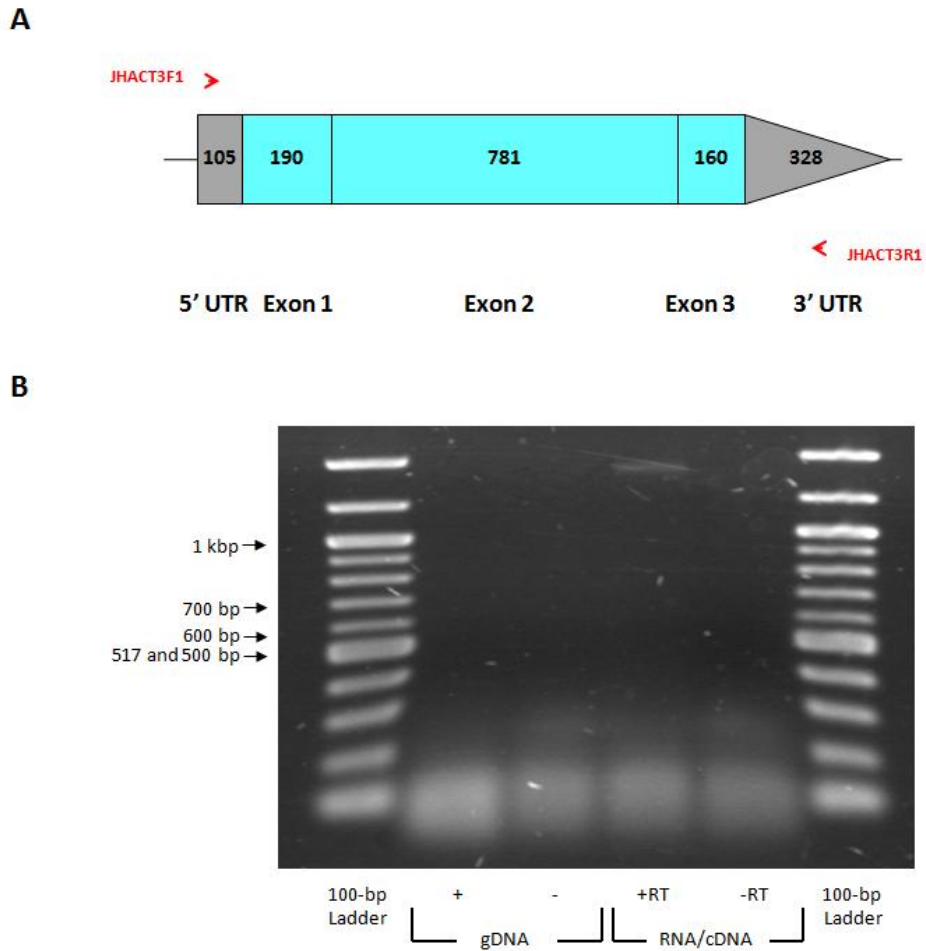 A
JHACT3F1
105 190 781 160 328
JHACT3R1
5’ UTR Exon 1 Exon 2 Exon 3 3’ UTR
B
1 kbp
700 bp
600 bp
517 and 500 bp
100-bp Ladder + - +RT -RT 100-bp Ladder
gDNA RNA/cDNA